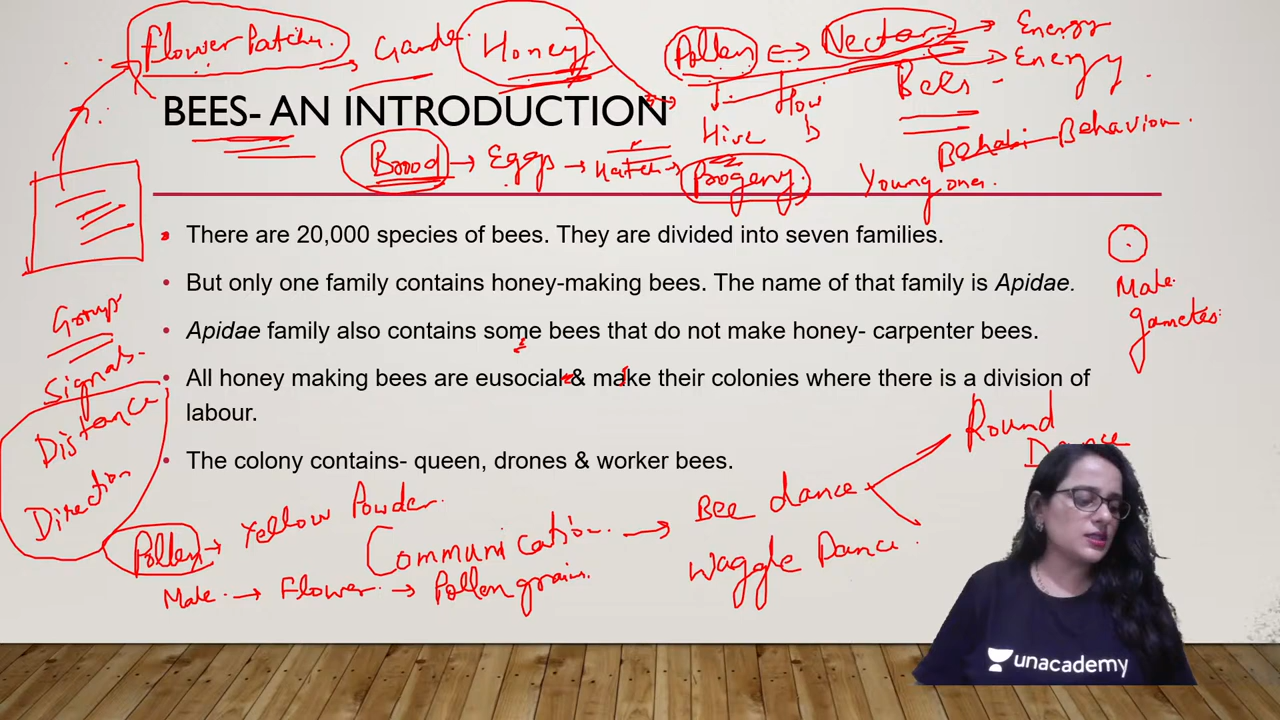 Flower Patches
Garden
Honey
Pollen
Nectar
Energy
Energy
Bees
BEES- AN INTRODUCTION
Hive
How
Brood → Eggs → Hatch → Progeny
Behavior
Young ones.
There are 20,000 species of bees. They are divided into seven families.
But only one family contains honey-making bees. The name of that family is Apidae.
Apidae family also contains some bees that do not make honey- carpenter bees.
All honey making bees are eusocial & make their colonies where there is a division of
labour.
The colony contains- queen, drones & worker bees.
Male
gametes
Group
Signals
Distance
Direction
Pollen → Yellow Powder
Male → Flower → Pollen grains
Communication → Bee dance
Round
Dance
Waggle Dance
unacademy